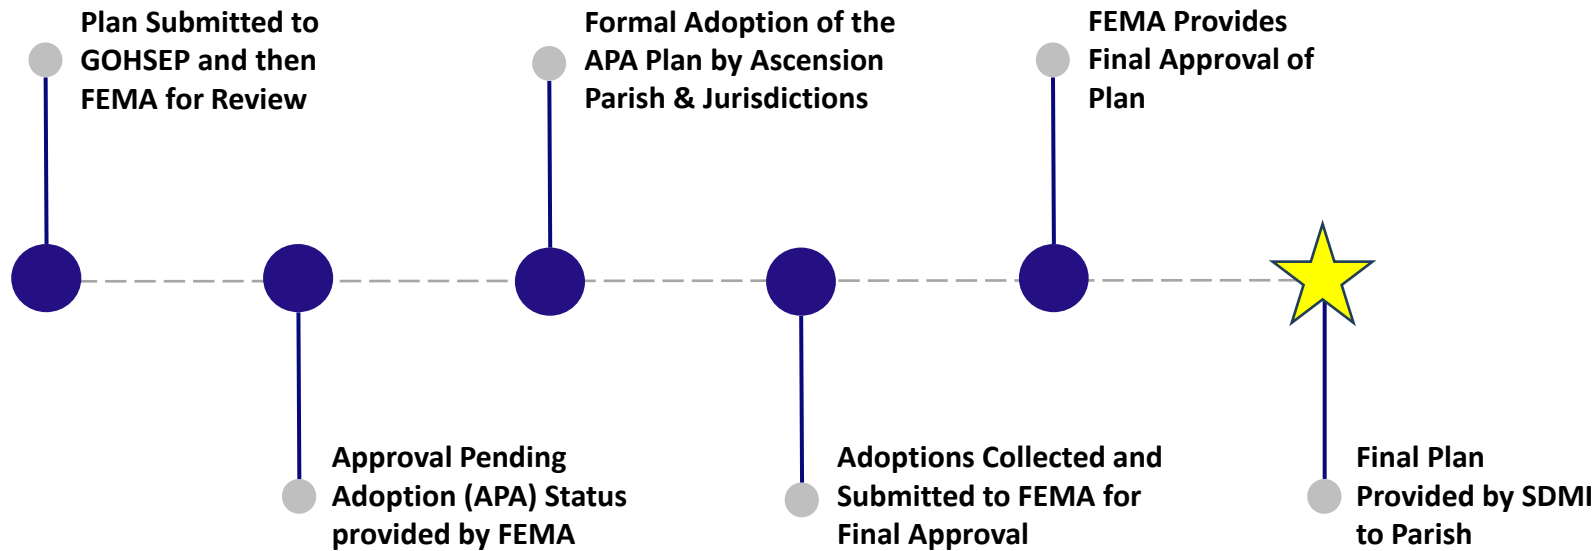 Plan Submitted to
GOHSEP and then
FEMA for Review
Approval Pending
Adoption (APA) Status
provided by FEMA
Formal Adoption of the
APA Plan by Ascension
Parish & Jurisdictions
Adoptions Collected and
Submitted to FEMA for
Final Approval
FEMA Provides
Final Approval of
Plan
Final Plan
Provided by SDMI
to Parish